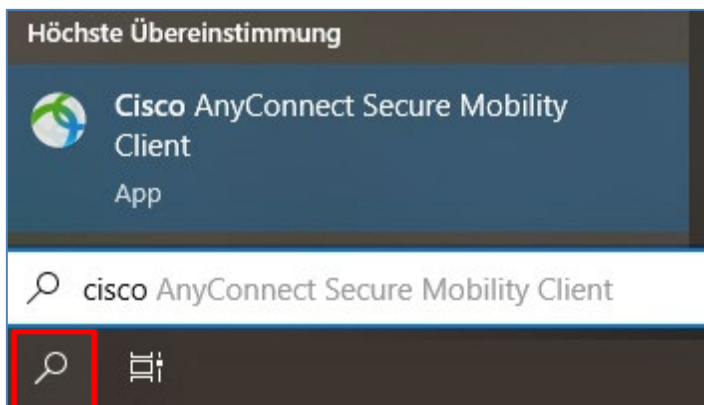 Höchste Übereinstimmung
Cisco AnyConnect Secure Mobility
Client
App
cisco AnyConnect Secure Mobility Client